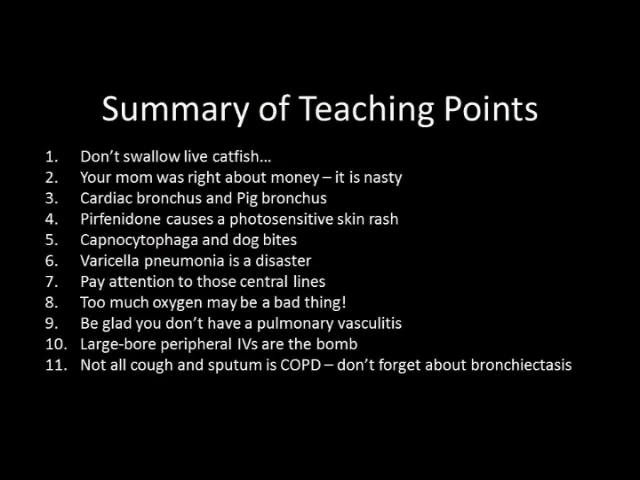 Summary of Teaching Points
1. Don't swallow live catfish...
2. Your mom was right about money – it is nasty
3. Cardiac bronchus and Pig bronchus
4. Pirfenidone causes a photosensitive skin rash
5. Capnocytophaga and dog bites
6. Varicella pneumonia is a disaster
7. Pay attention to those central lines
8. Too much oxygen may be a bad thing!
9. Be glad you don't have a pulmonary vasculitis
10. Large-bore peripheral IVs are the bomb
11. Not all cough and sputum is COPD – don't forget about bronchiectasis